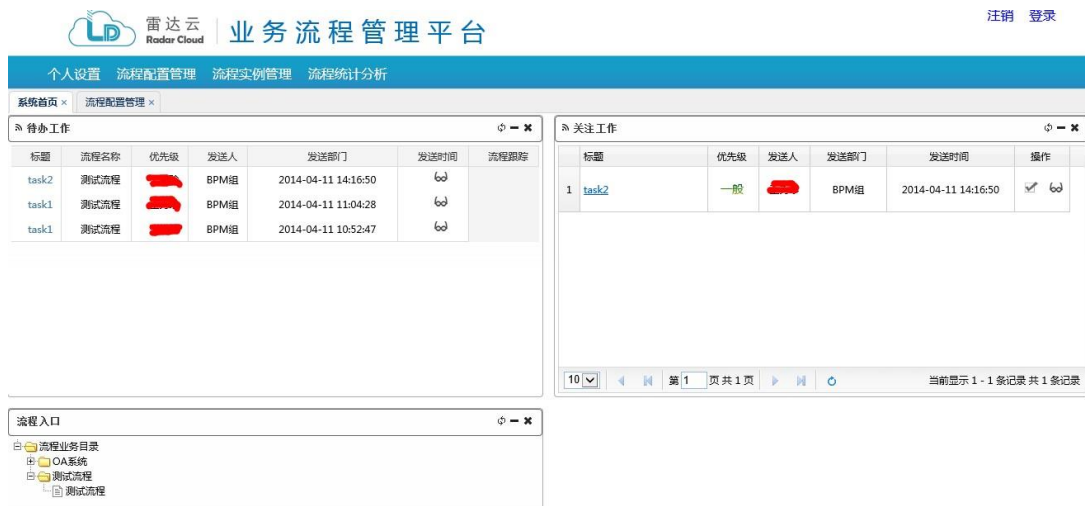 注销 登录
LD 雷达云 业务流程管理平台
Radar Cloud
个人设置 流程配置管理 流程实例管理 流程统计分析
系统首页 × 流程配置管理 ×
待办工作
标题 流程名称 优先级 发送人 发送部门 发送时间 流程跟踪
task2 测试流程 BPM组 2014-04-11 14:16:50
task1 测试流程 BPM组 2014-04-11 11:04:28
task1 测试流程 BPM组 2014-04-11 10:52:47
关注工作
标题 优先级 发送人 发送部门 发送时间 操作
1 task2 一般 BPM组 2014-04-11 14:16:50
10 第 1 页 共 1 页 当前显示 1 - 1 条记录 共 1 条记录
流程入口
流程业务目录
OA系统
测试流程
测试流程